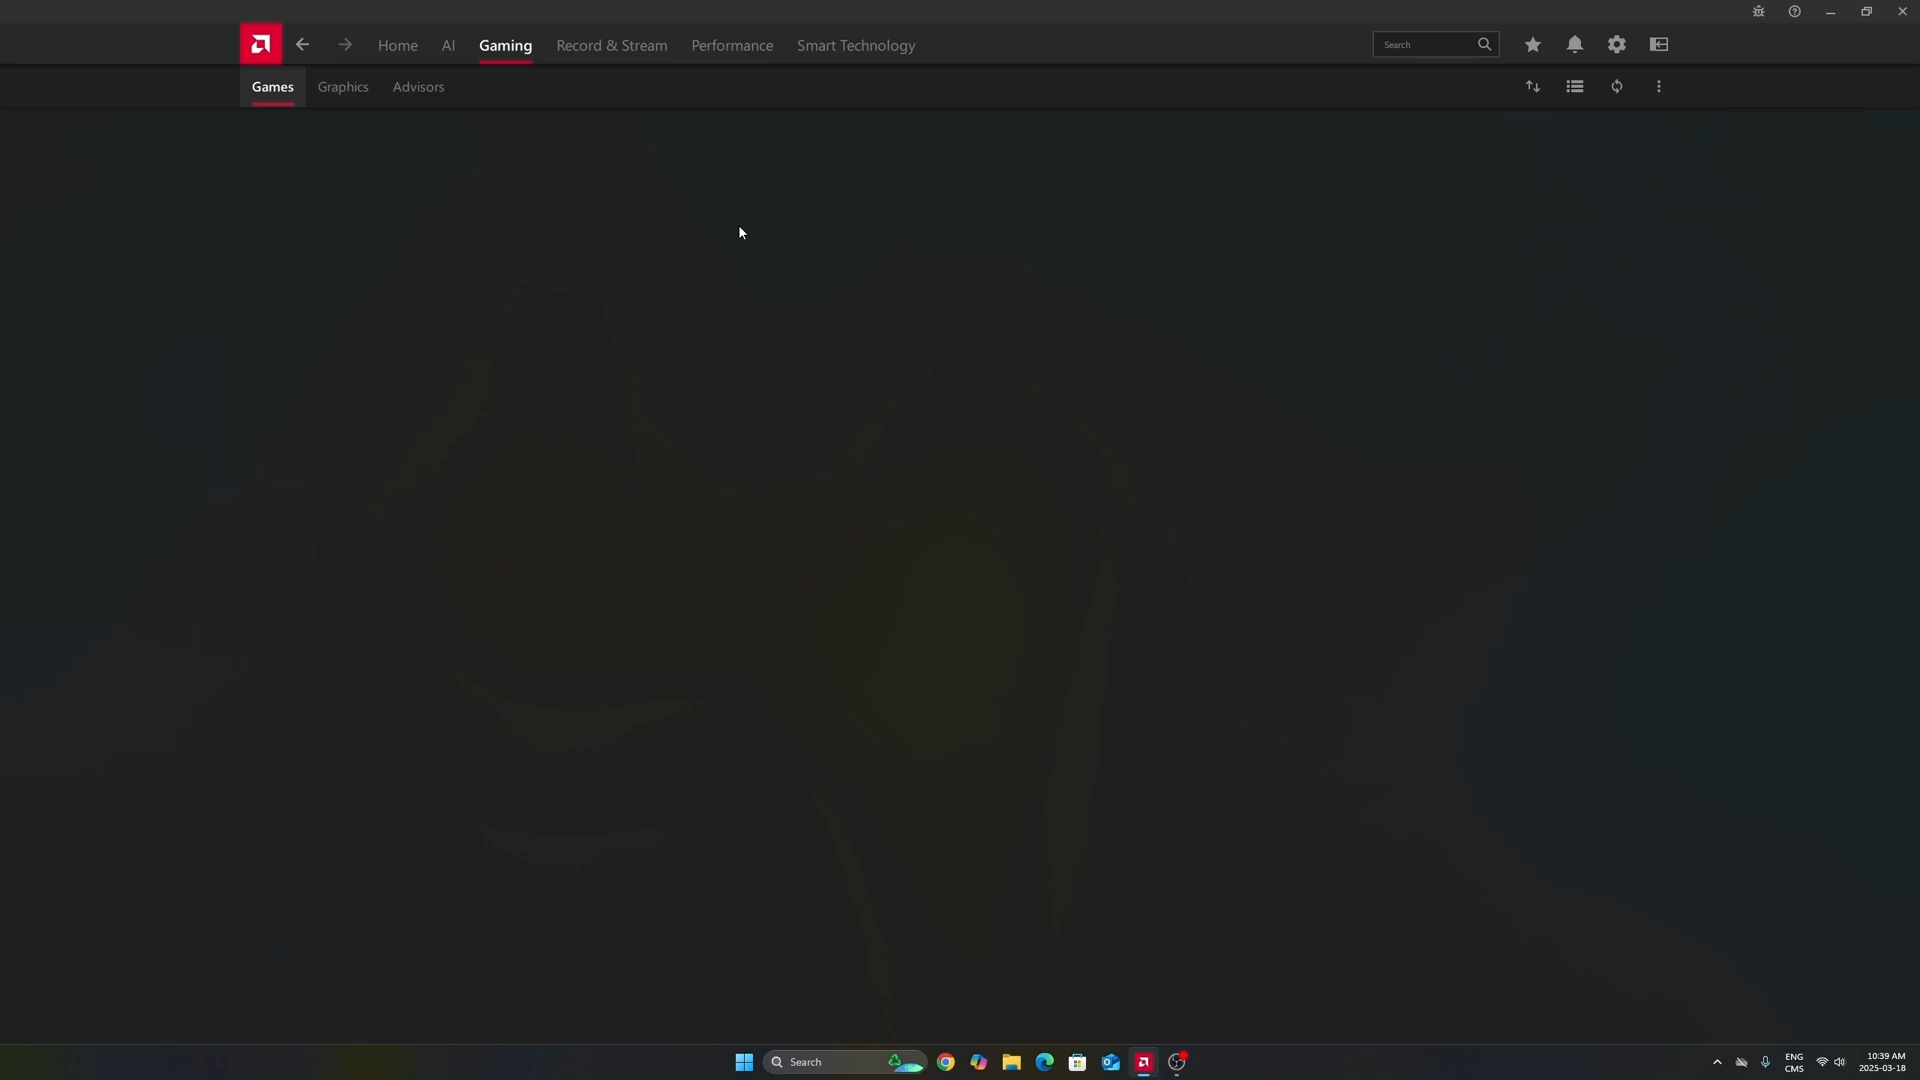 Home AI Gaming Record & Stream Performance Smart Technology Search
Games Graphics Advisors
Search ENG 10:39 AM
CMS 2025-03-18